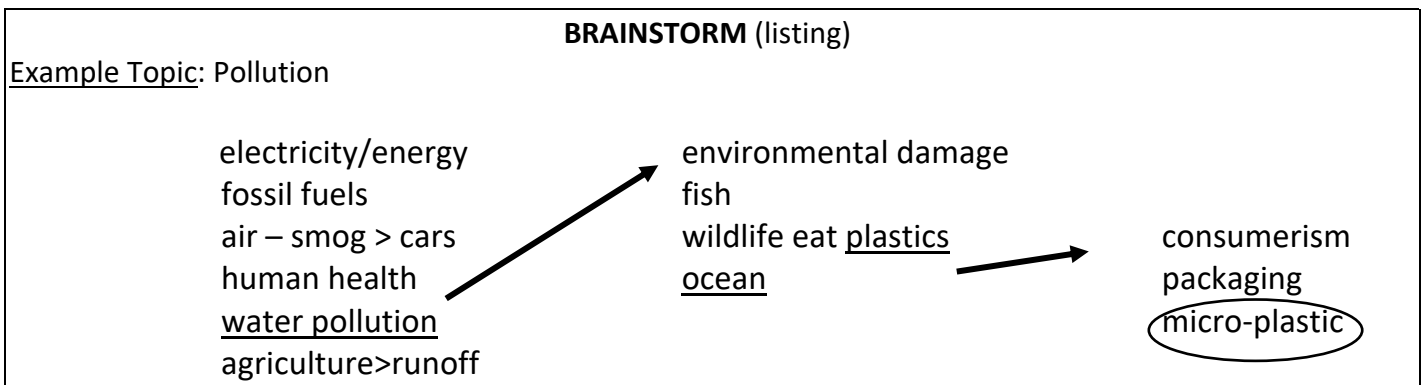 BRAINSTORM (listing)
Example Topic: Pollution
electricity/energy
fossil fuels
air – smog > cars
human health
water pollution
agriculture>runoff
environmental damage
fish
wildlife eat plastics
ocean
consumerism
packaging
micro-plastic